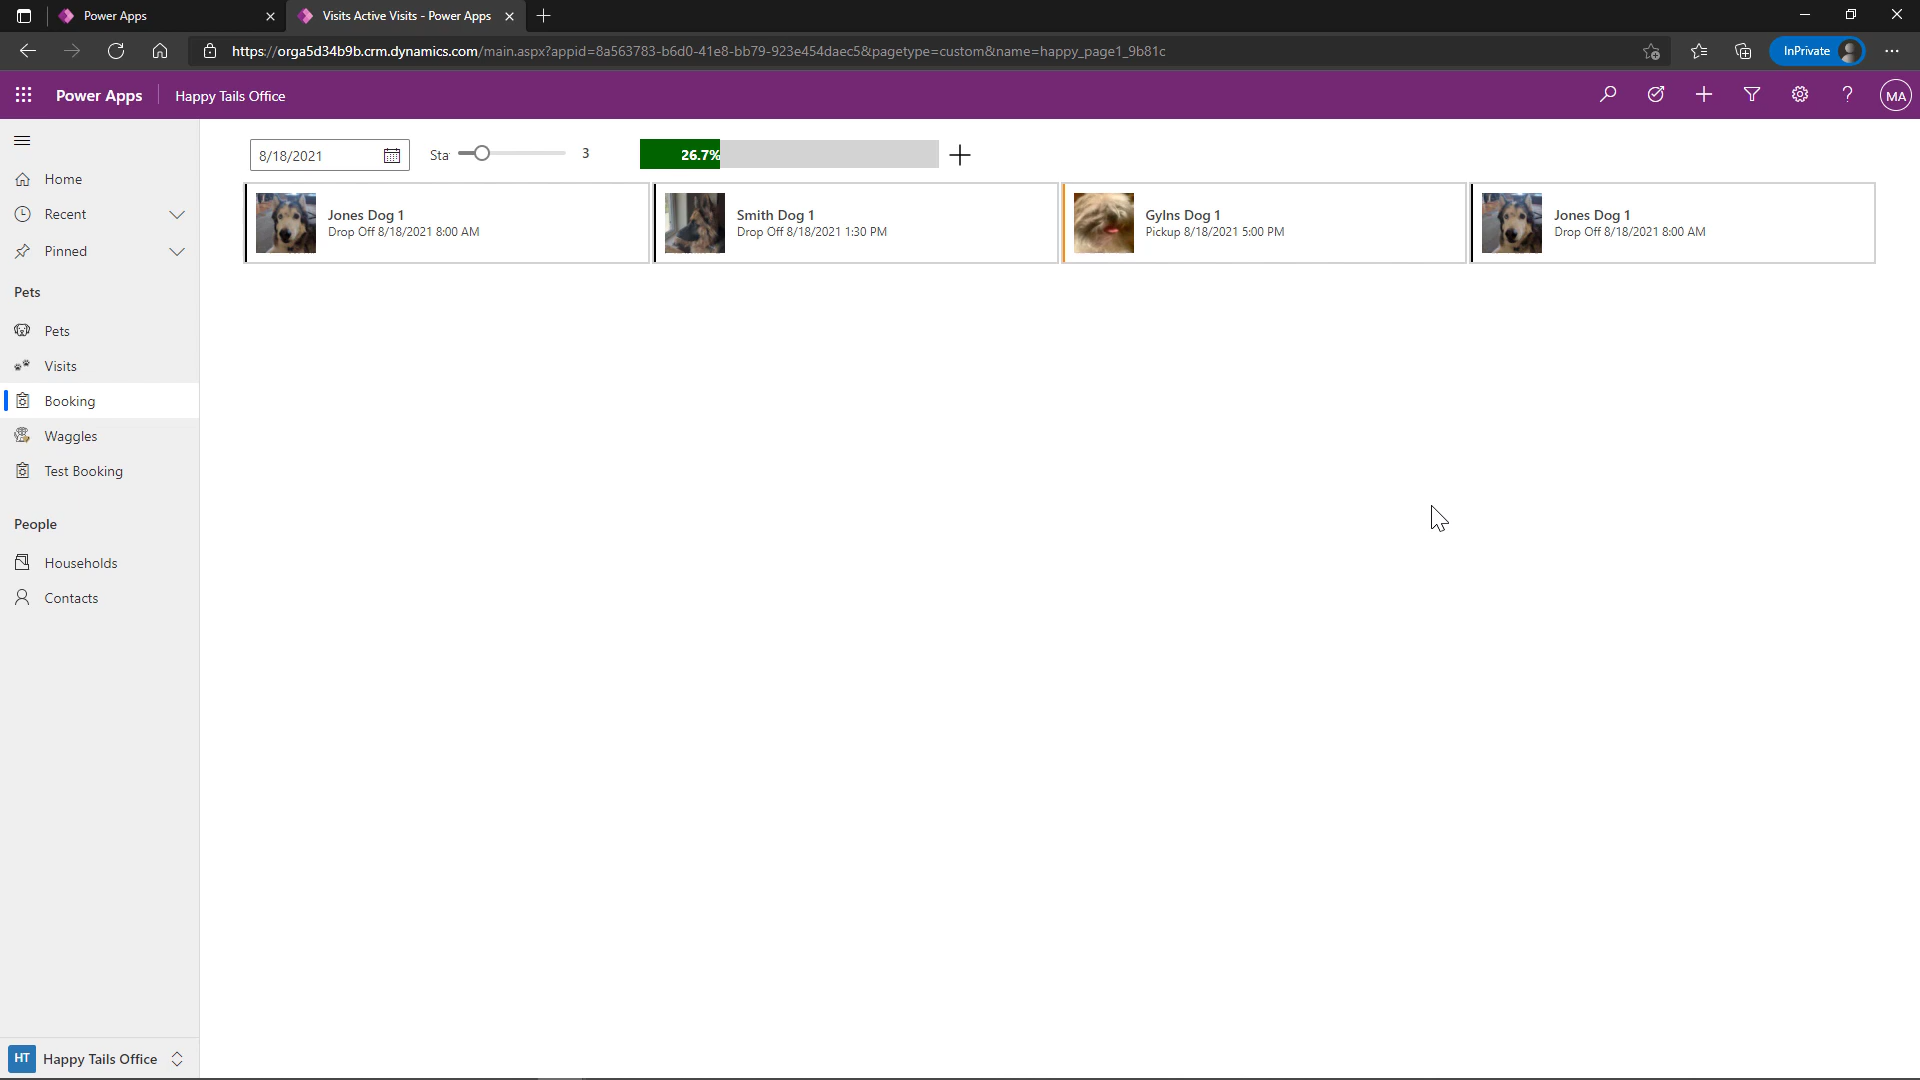 Power Apps
Visits Active Visits - Power Apps
https://orga5d34b9b.crm.dynamics.com/main.aspx?appid=8a563783-b6d0-41e8-bb79-923e454daec5&pagetype=custom&name=happy_page1_9b81c
InPrivate
Power Apps
Happy Tails Office
MA
8/18/2021
Sta
3
26.7%
Home
Recent
Pinned
Pets
Pets
Visits
Booking
Waggles
Test Booking
People
Households
Contacts
Jones Dog 1
Drop Off 8/18/2021 8:00 AM
Smith Dog 1
Drop Off 8/18/2021 1:30 PM
Gylns Dog 1
Pickup 8/18/2021 5:00 PM
Jones Dog 1
Drop Off 8/18/2021 8:00 AM
HT
Happy Tails Office